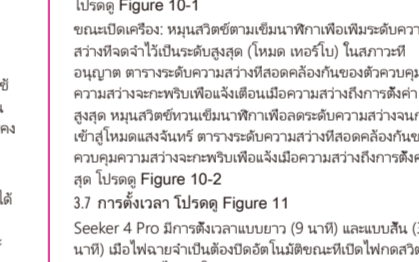 โปรดดู Figure 10-1
ขณะเปิดเครื่อง: หมุนสวิตช์ตามเข็มนาฬิกาเพื่อเพิ่มระดับควา
สว่างที่จดจำไว้เป็นระดับสูงสุด (โหมด เทอร์โบ) ในสภาวะที่
อนุญาต ตารางระดับความสว่างที่สอดคล้องกันของตัวควบคุม
ความสว่างจะกะพริบเพื่อแจ้งเตือนเมื่อความสว่างถึงการตั้งค่า
สูงสุด หมุนสวิตช์ทวนเข็มนาฬิกาเพื่อลดระดับความสว่างจนก
เข้าสู่โหมดแสงจันทร์ ตารางระดับความสว่างที่สอดคล้องกันข
ควบคุมความสว่างจะกะพริบเพื่อแจ้งเมื่อความสว่างถึงการตั้งค
สุด โปรดดู Figure 10-2
3.7 การตั้งเวลา โปรดดู Figure 11
Seeker 4 Pro มีการตั้งเวลาแบบยาว (9 นาที) และแบบสั้น (3
นาที) เมื่อไฟฉายจำเป็นต้องปิดอัตโนมัติขณะที่เปิดไฟกดสวิต
ช้
น
คง
ได้